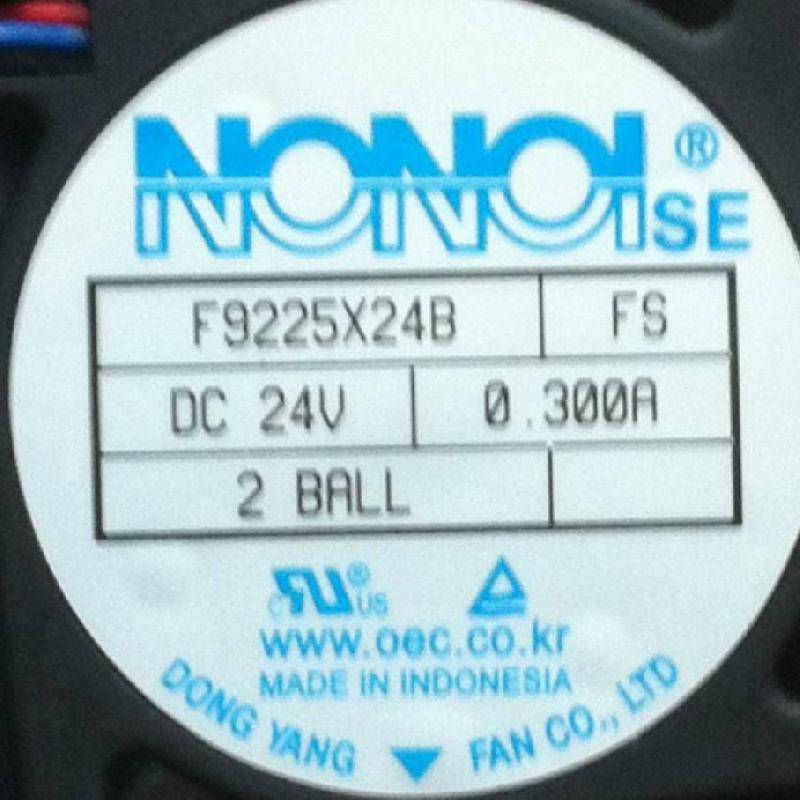 NONOISE®
F9225X24B FS
DC 24V 0.300A
2 BALL
c RU® US
www.oec.co.kr
MADE IN INDONESIA
DONG YANG FAN CO., LTD